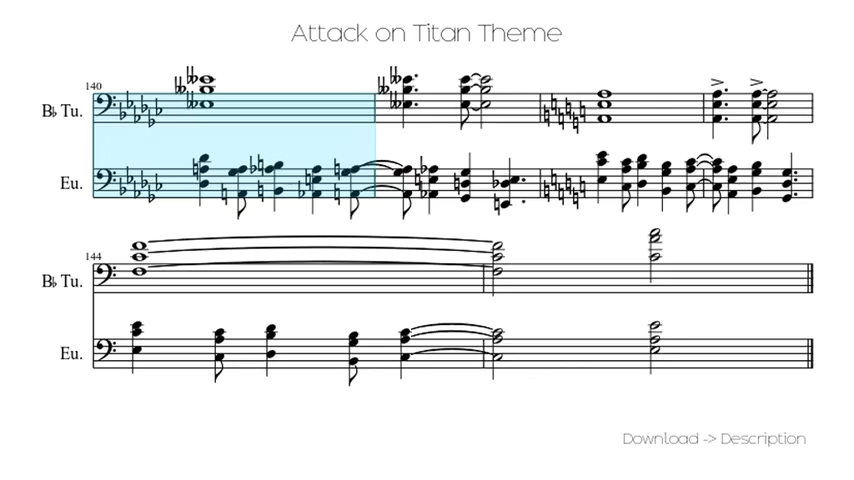 Attack on Titan Theme
140
B♭ Tu.
Eu.
144
B♭ Tu.
Eu.
Download -> Description